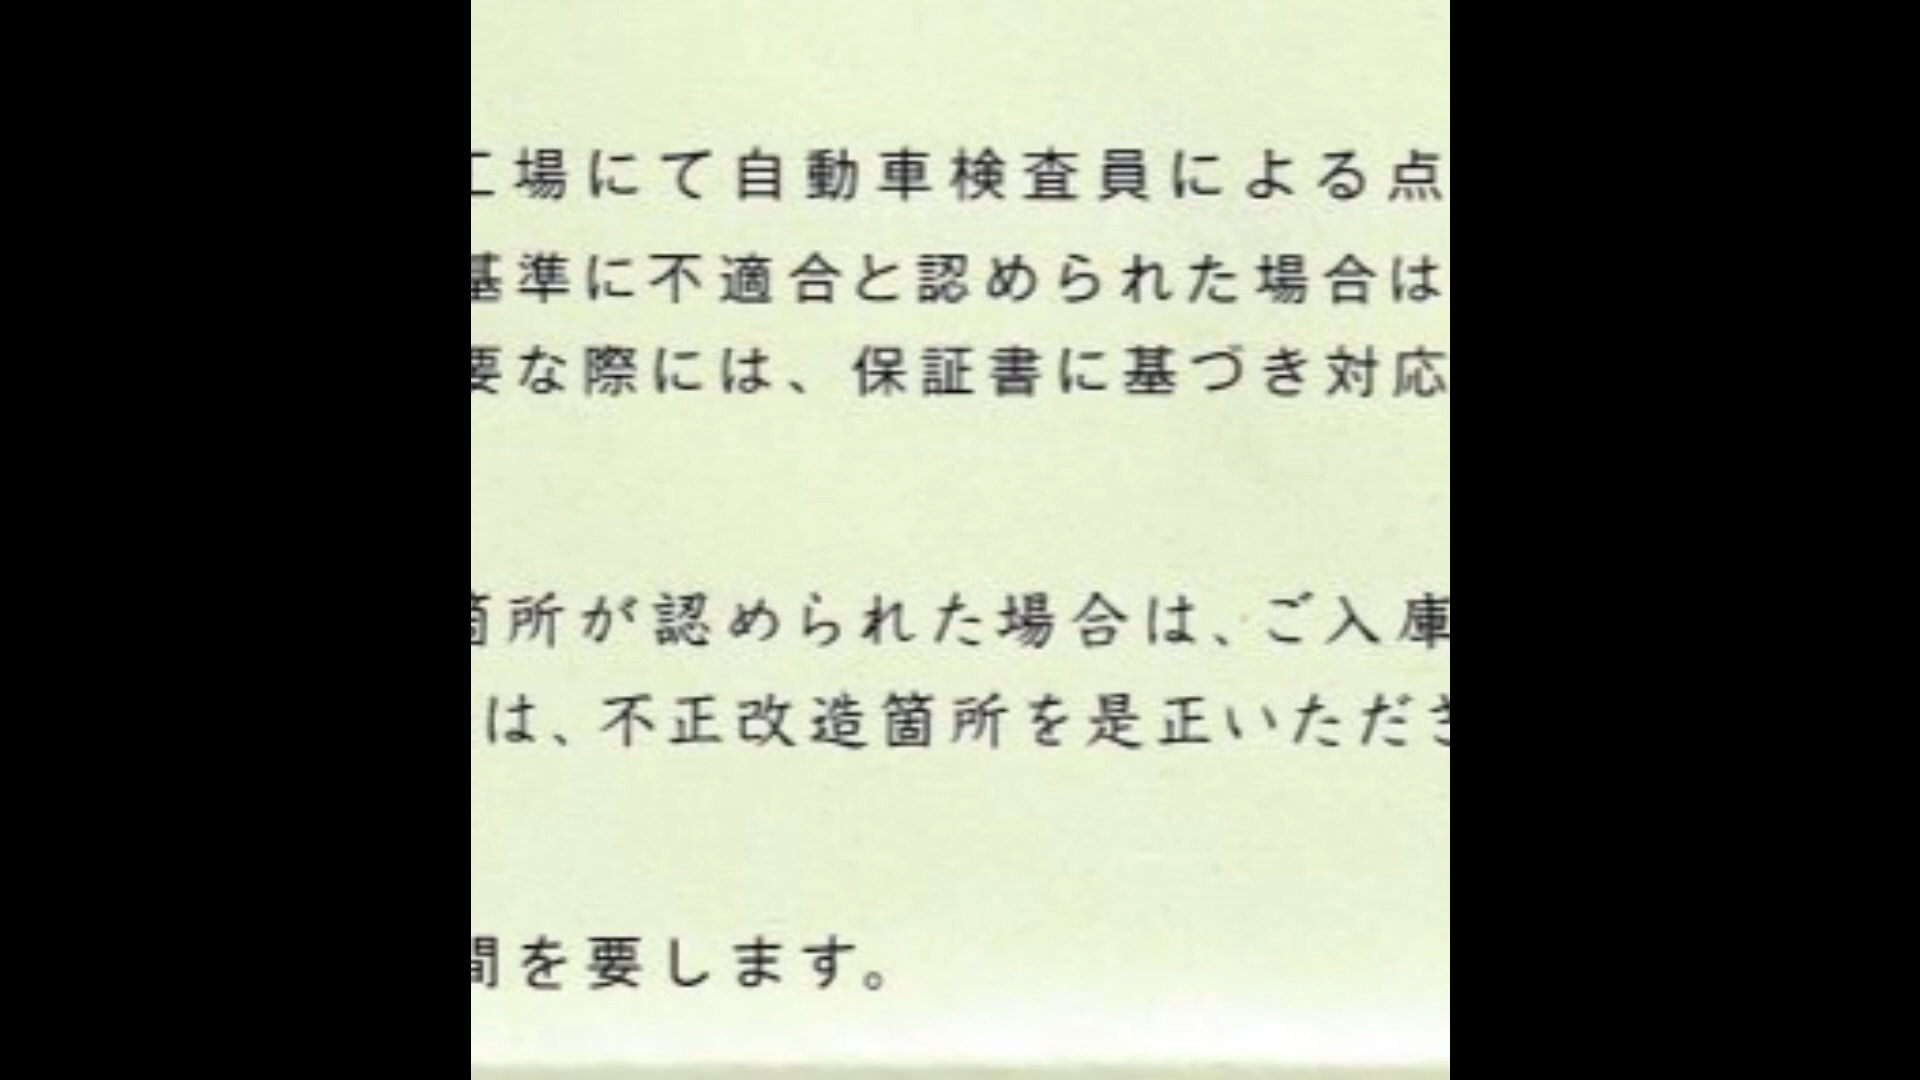 工場にて自動車検査員による点
基準に不適合と認められた場合は
要な際には、保証書に基づき対応
箇所が認められた場合は、ご入庫
は、不正改造箇所を是正いただき
間を要します。